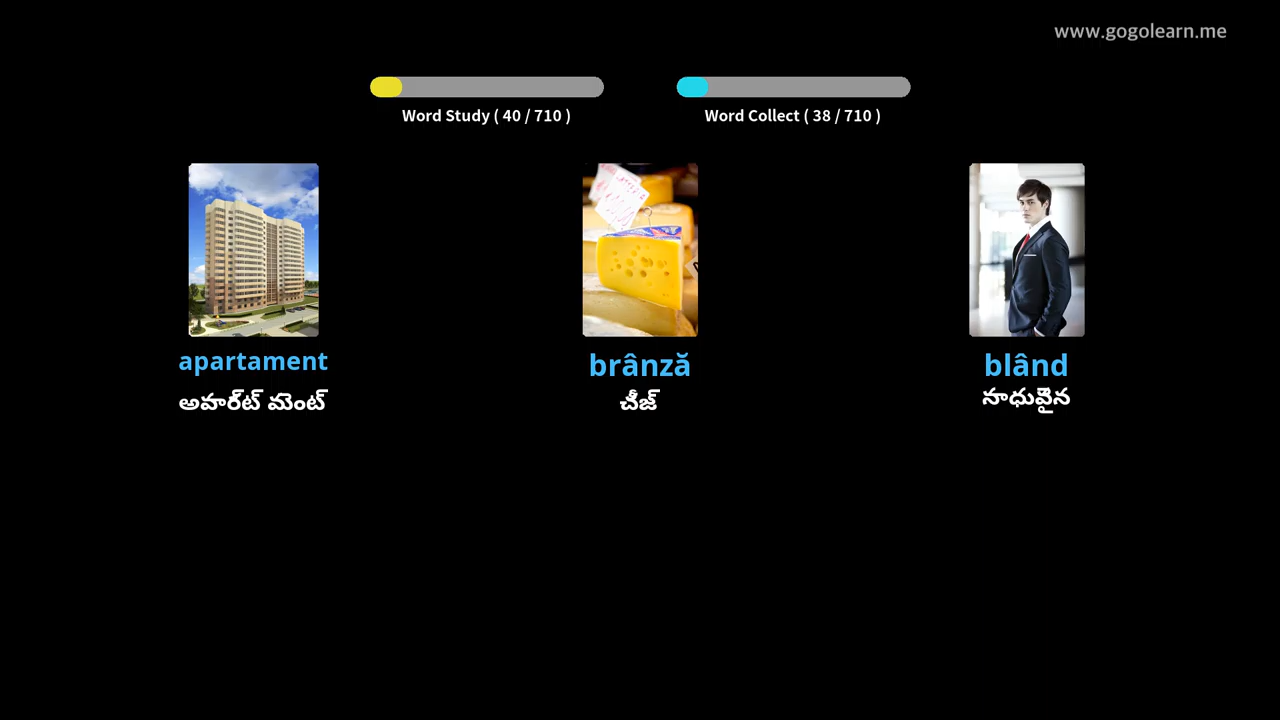 www.gogolearn.me
Word Study ( 40 / 710 )
Word Collect ( 38 / 710 )
apartament
brânză
blând
అపార్ట్ మెంట్
చీజ్
సాధువైన